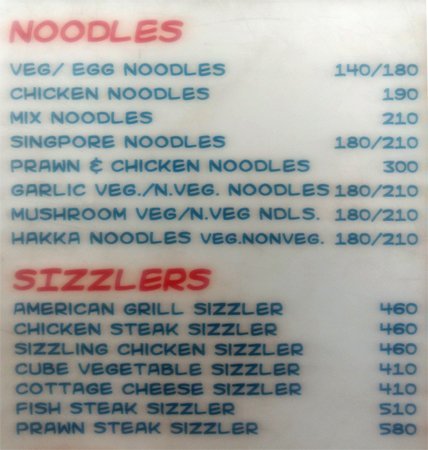 NOODLES
VEG/ EGG NOODLES 140/180
CHICKEN NOODLES 190
MIX NOODLES 210
SINGPORE NOODLES 180/210
PRAWN & CHICKEN NOODLES 300
GARLIC VEG./N.VEG. NOODLES 180/210
MUSHROOM VEG/N.VEG NDLS. 180/210
HAKKA NOODLES VEG.NONVEG. 180/210
SIZZLERS
AMERICAN GRILL SIZZLER 460
CHICKEN STEAK SIZZLER 460
SIZZLING CHICKEN SIZZLER 460
CUBE VEGETABLE SIZZLER 410
COTTAGE CHEESE SIZZLER 410
FISH STEAK SIZZLER 510
PRAWN STEAK SIZZLER 580